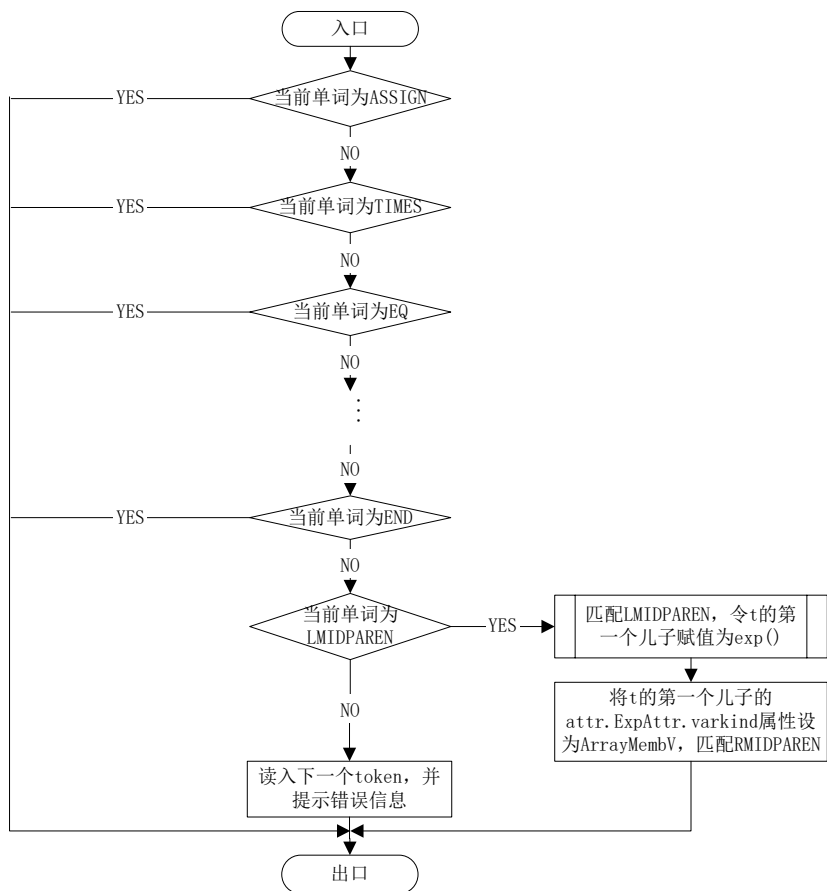 入口
当前单词为ASSIGN
YES
NO
当前单词为TIMES
YES
NO
当前单词为EQ
YES
NO
⋮
NO
当前单词为END
YES
NO
当前单词为
LMIDPAREN
YES
匹配LMIDPAREN，令t的第
一个儿子赋值为exp()
NO
将t的第一个儿子的
attr.ExpAttr.varkind属性设
为ArrayMembV，匹配RMIDPAREN
读入下一个token，并
提示错误信息
出口